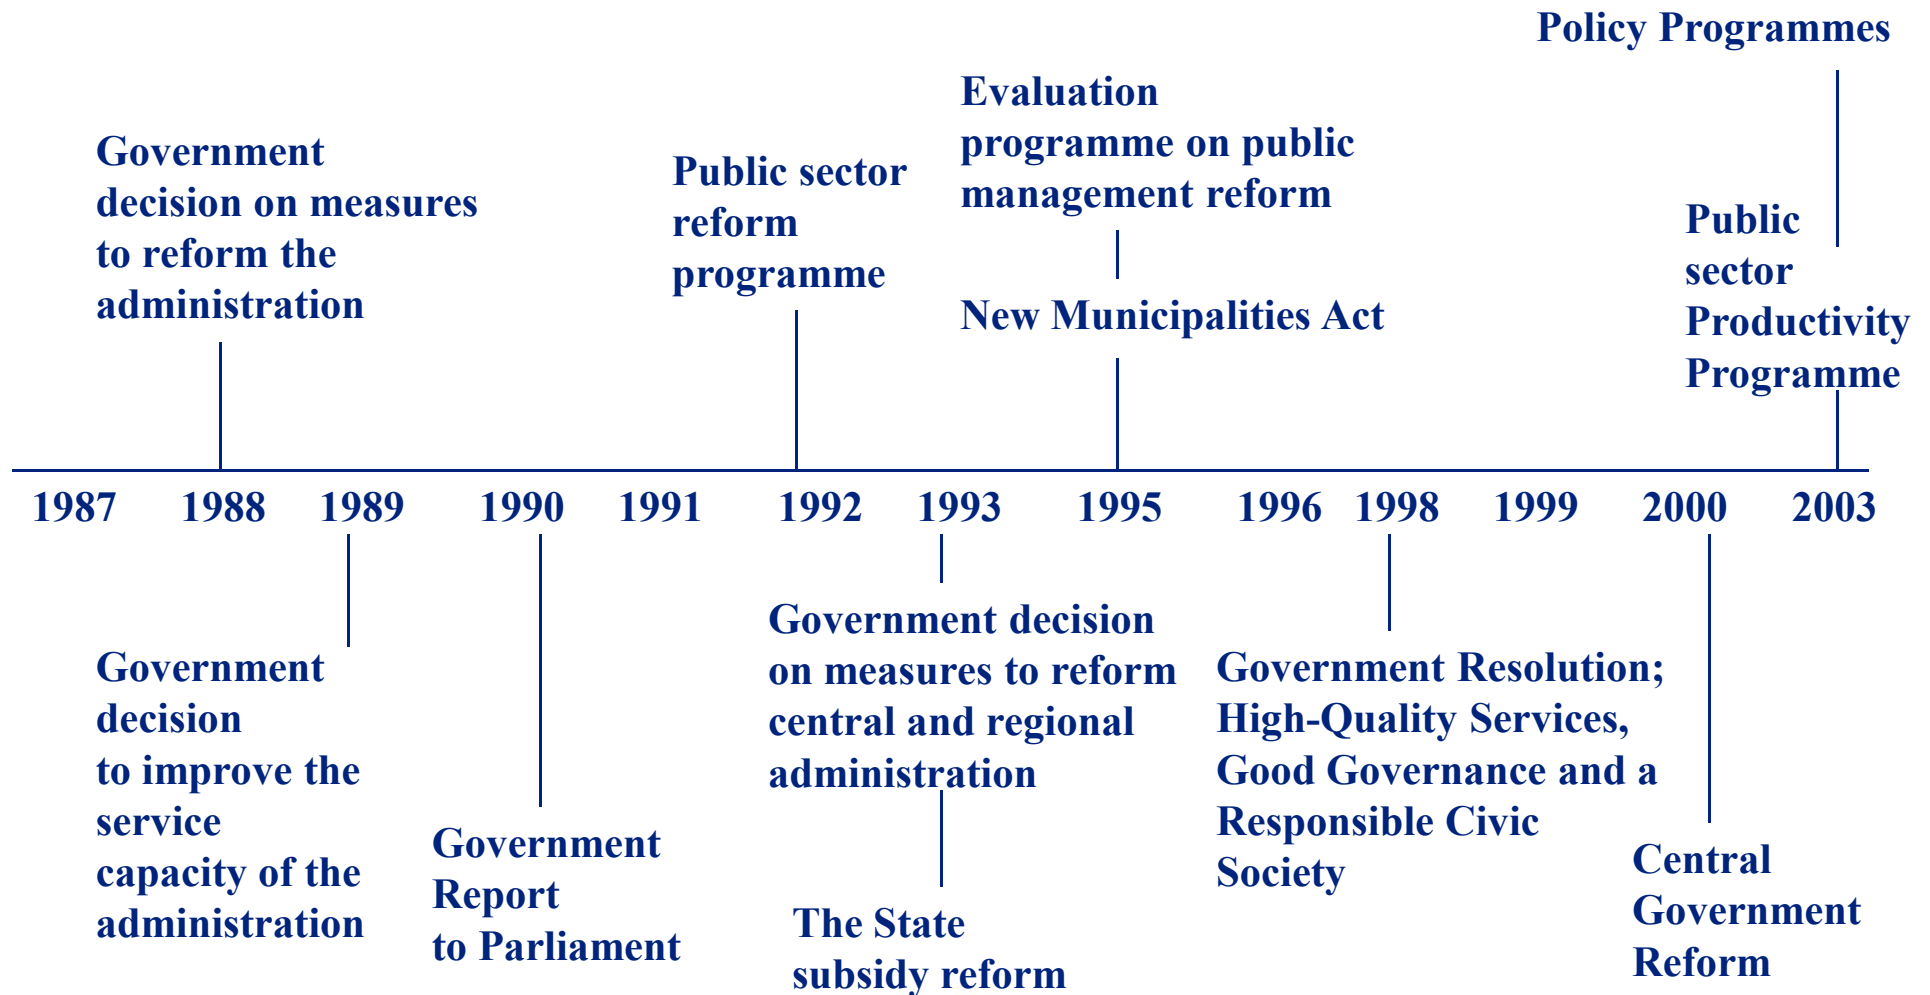 Policy Programmes
Evaluation
programme on public
management reform
Government
decision on measures
to reform the
administration
Public sector
reform
programme
New Municipalities Act
Public
sector
Productivity
Programme
1987 1988 1989 1990 1991 1992 1993 1995 1996 1998 1999 2000 2003
Government
decision
to improve the
service
capacity of the
administration
Government
Report
to Parliament
Government decision
on measures to reform
central and regional
administration
The State
subsidy reform
Government Resolution;
High-Quality Services,
Good Governance and a
Responsible Civic
Society
Central
Government
Reform